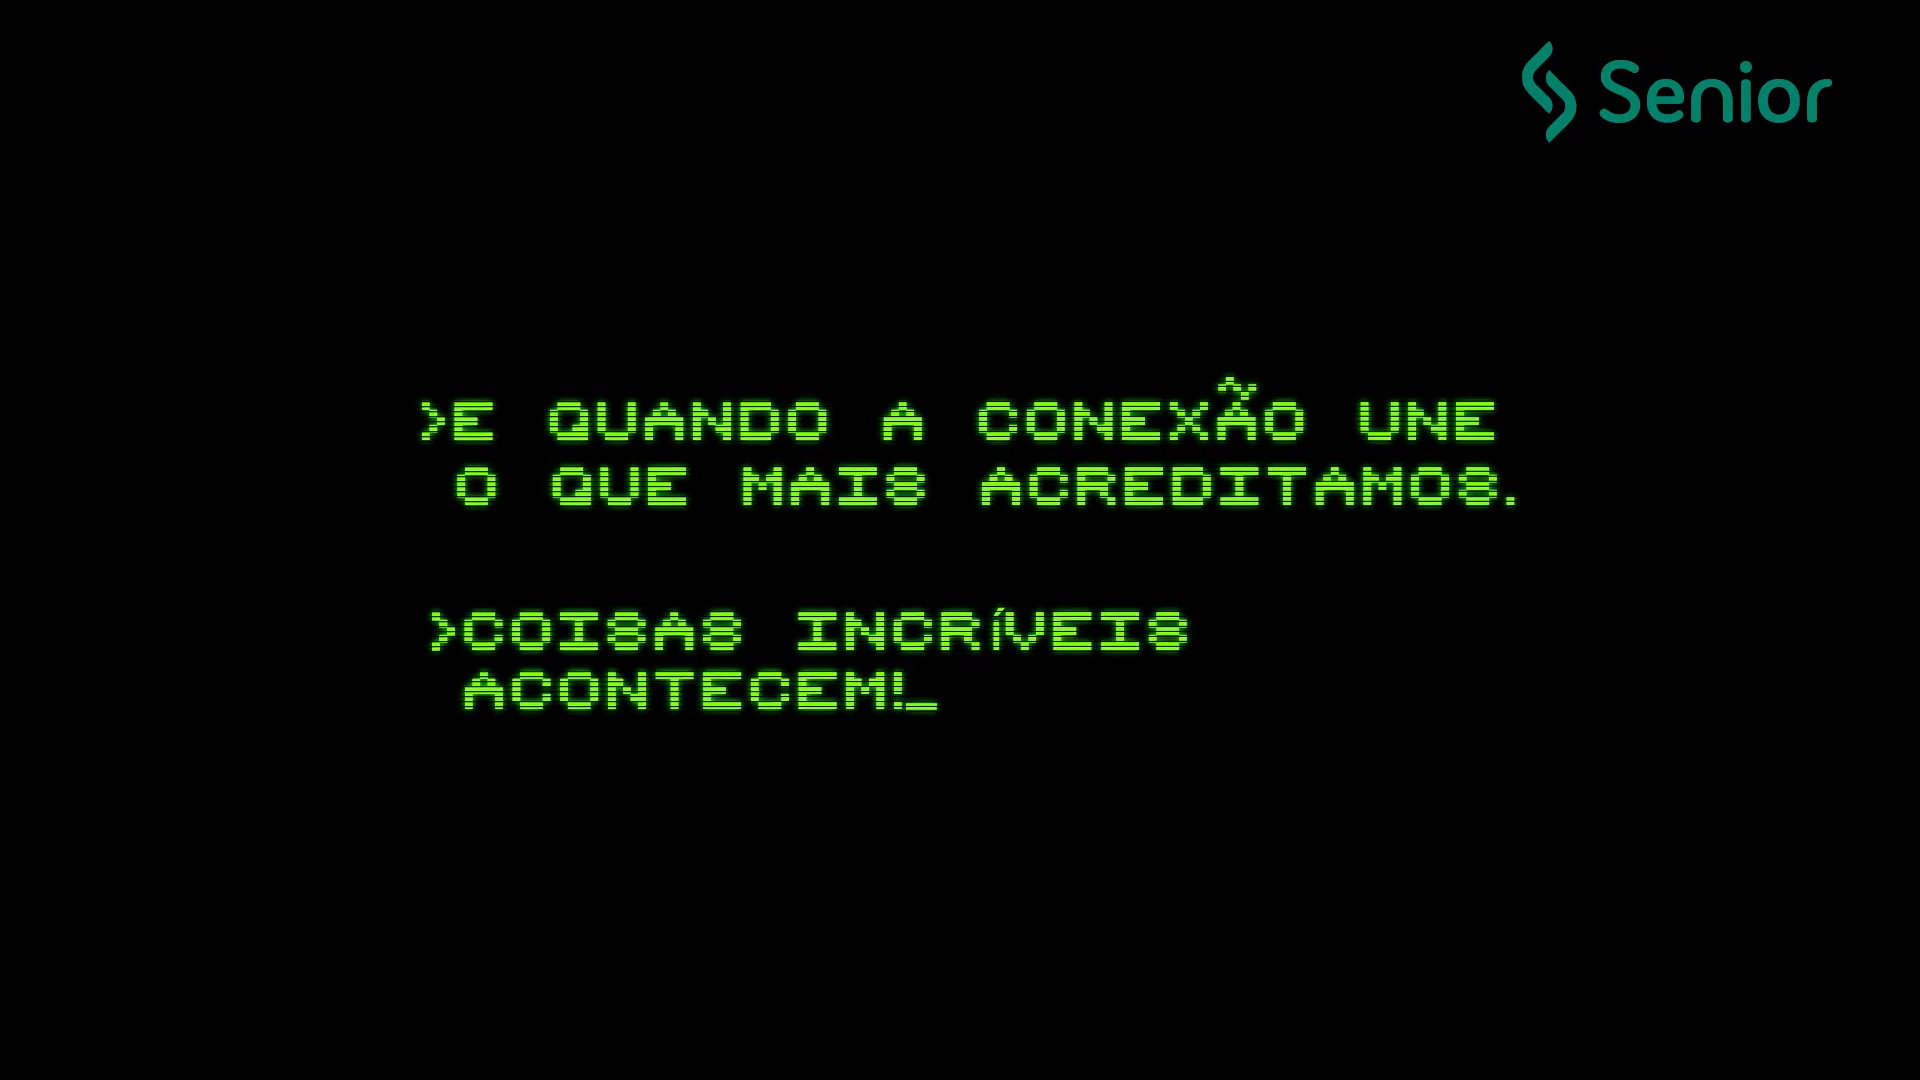 Senior
>E QUANDO A CONEXÃO UNE
O QUE MAIS ACREDITAMOS.
>COISAS INCRÍVEIS
ACONTECEM!_